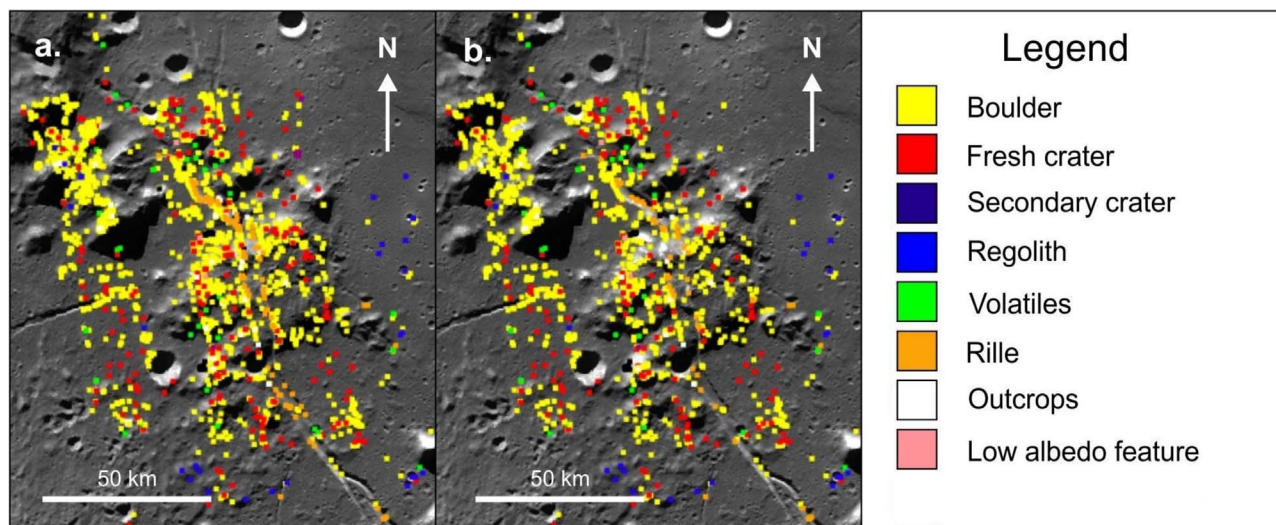 a.
N
50 km
b.
N
50 km
Legend
Boulder
Fresh crater
Secondary crater
Regolith
Volatiles
Rille
Outcrops
Low albedo feature